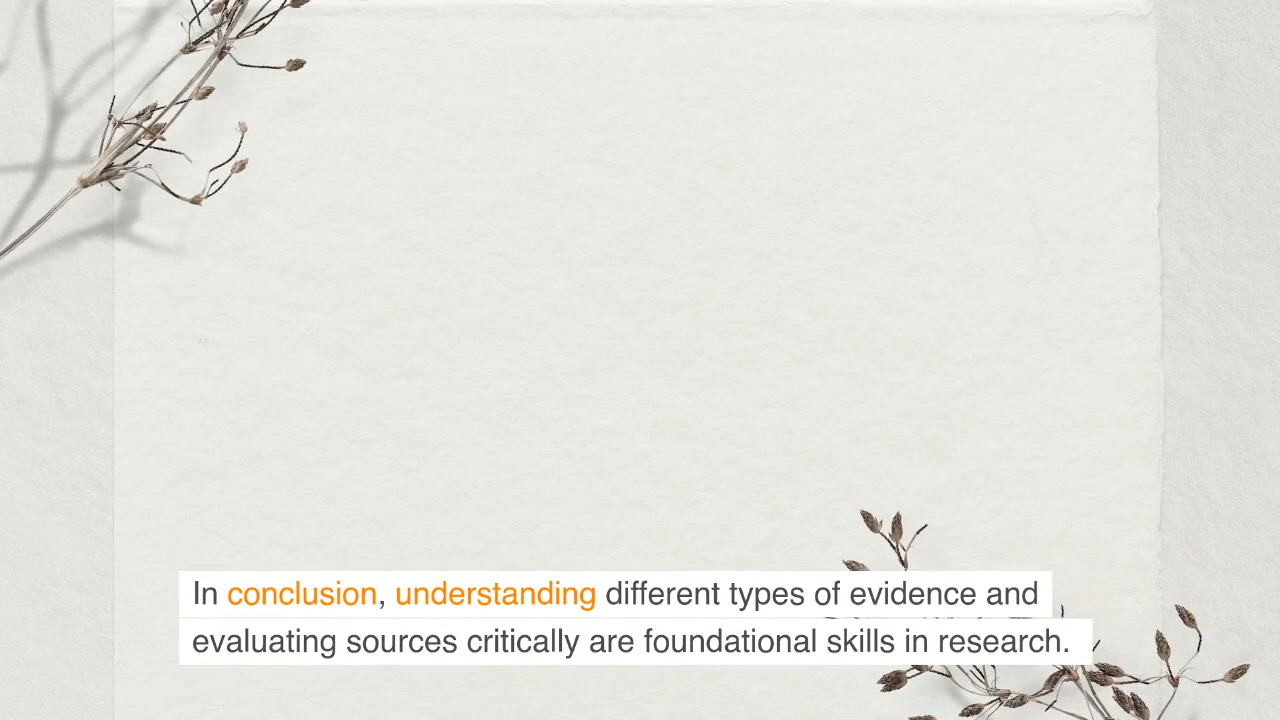 In conclusion, understanding different types of evidence and
evaluating sources critically are foundational skills in research.